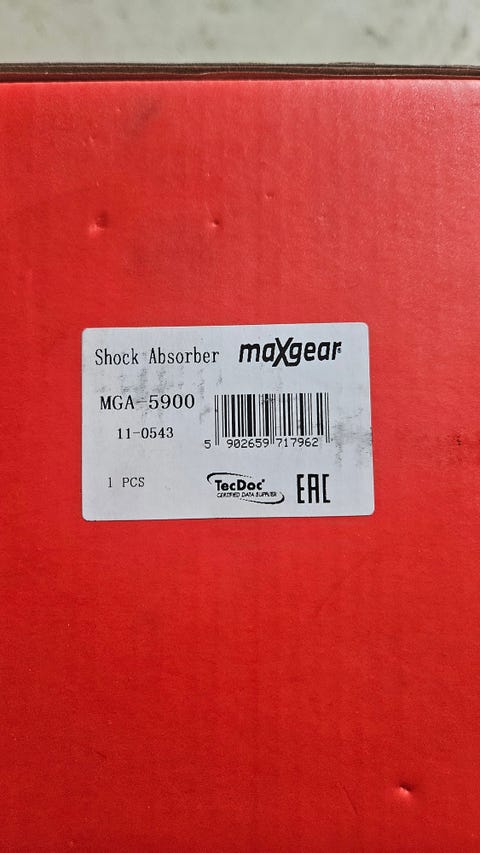 Shock Absorber maXgear®
MGA-5900
11-0543
5 902659 717962
1 PCS
TecDoc®
CERTIFIED DATA SUPPLIER
EAC